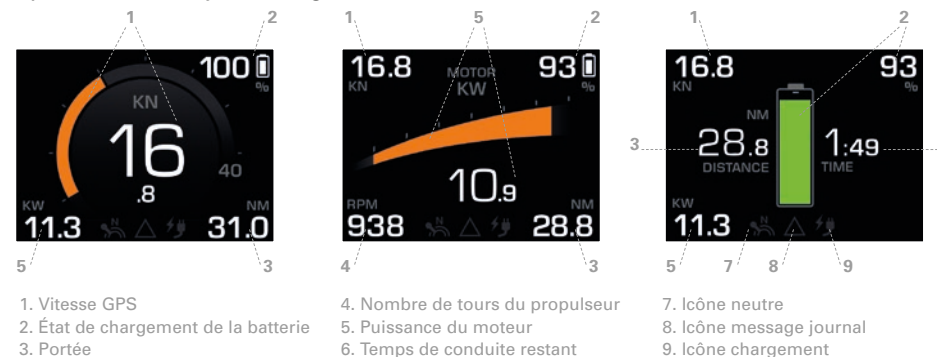 1
2
1
5
2
1
2
100
%
KN
16
.8
40
KW
11.3
N
NM
31.0
5
3
16.8
KN
MOTOR
KW
93
%
10.9
RPM
938
N
NM
28.8
4
3
16.8
KN
93
%
3
NM
28.8
DISTANCE
1:49
TIME
KW
11.3
N
5
7
8
9
1. Vitesse GPS
2. État de chargement de la batterie
3. Portée
4. Nombre de tours du propulseur
5. Puissance du moteur
6. Temps de conduite restant
7. Icône neutre
8. Icône message journal
9. Icône chargement